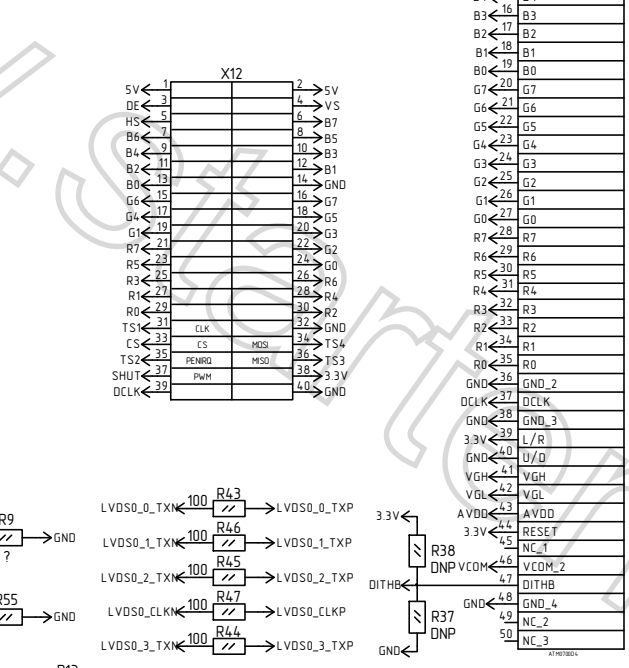 X12
5V 1 2 5V
DE 3 4 VS
HS 5 6 B7
B6 7 8 B5
B4 9 10 B3
B2 11 12 B1
B0 13 14 GND
G6 15 16 G7
G4 17 18 G5
G1 19 20 G3
R7 21 22 G2
R5 23 24 G0
R3 25 26 R6
R1 27 28 R4
R0 29 30 R2
TS1 31 CLK 32 GND
CS 33 CS MOSI 34 TS4
TS2 35 PENIRQ MISO 36 TS3
SHUT 37 PWM 38 3.3V
DCLK 39 40 GND
B3 16 B3
B2 17 B2
B1 18 B1
B0 19 B0
G7 20 G7
G6 21 G6
G5 22 G5
G4 23 G4
G3 24 G3
G2 25 G2
G1 26 G1
G0 27 G0
R7 28 R7
R6 29 R6
R5 30 R5
R4 31 R4
R3 32 R3
R2 33 R2
R1 34 R1
R0 35 R0
GND 36 GND_2
DCLK 37 DCLK
GND 38 GND_3
3.3V 39 L/R
GND 40 U/D
VGH 41 VGH
VGL 42 VGL
AVDD 43 AVDD
3.3V 44 RESET
45 NC_1
VCOM 46 VCOM_2
47 DITHB
GND 48 GND_4
49 NC_2
50 NC_3
ATM0700D4
R9
GND
?
R55
GND
R43
LVDS0_0_TXN 100 LVDS0_0_TXP
R46
LVDS0_1_TXN 100 LVDS0_1_TXP
R45
LVDS0_2_TXN 100 LVDS0_2_TXP
R47
LVDS0_CLKN 100 LVDS0_CLKP
R44
LVDS0_3_TXN 100 LVDS0_3_TXP
3.3V
R38
DNP
DITHB
R37
DNP
GND